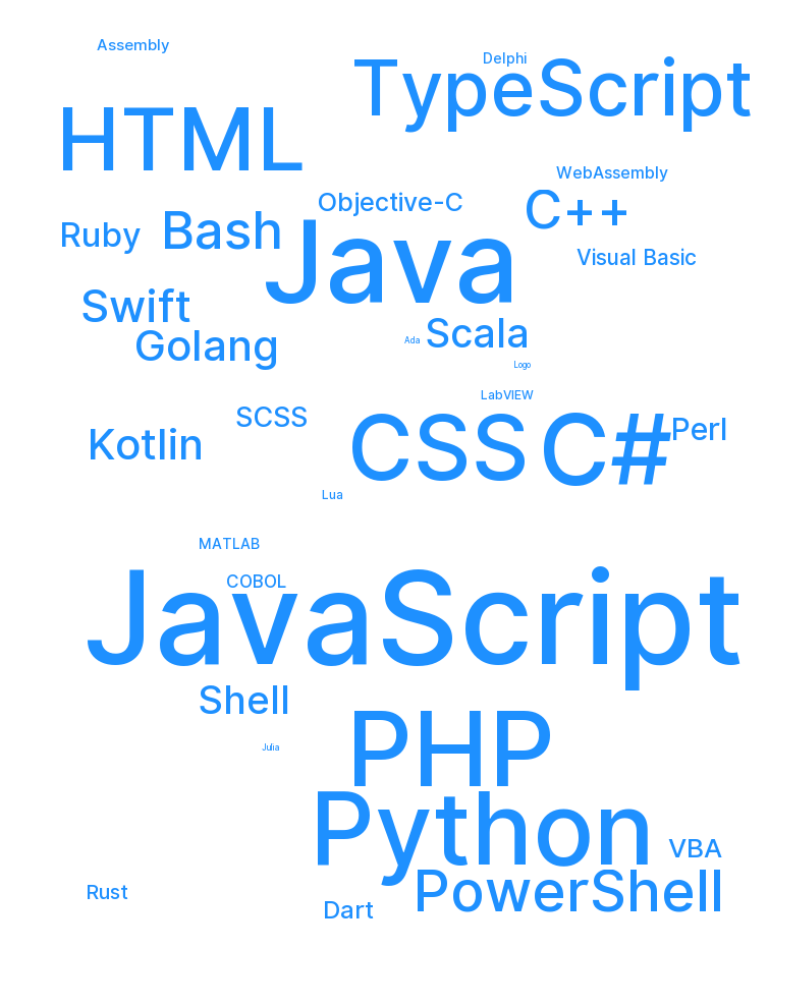 Assembly
Delphi
TypeScript
HTML
WebAssembly
Objective-C
C++
Ruby
Bash
Java
Visual Basic
Swift
Golang
Ada
Scala
Logo
LabVIEW
SCSS
Kotlin
CSS
C#
Perl
Lua
MATLAB
COBOL
JavaScript
Shell
Julia
PHP
Python
VBA
PowerShell
Rust
Dart